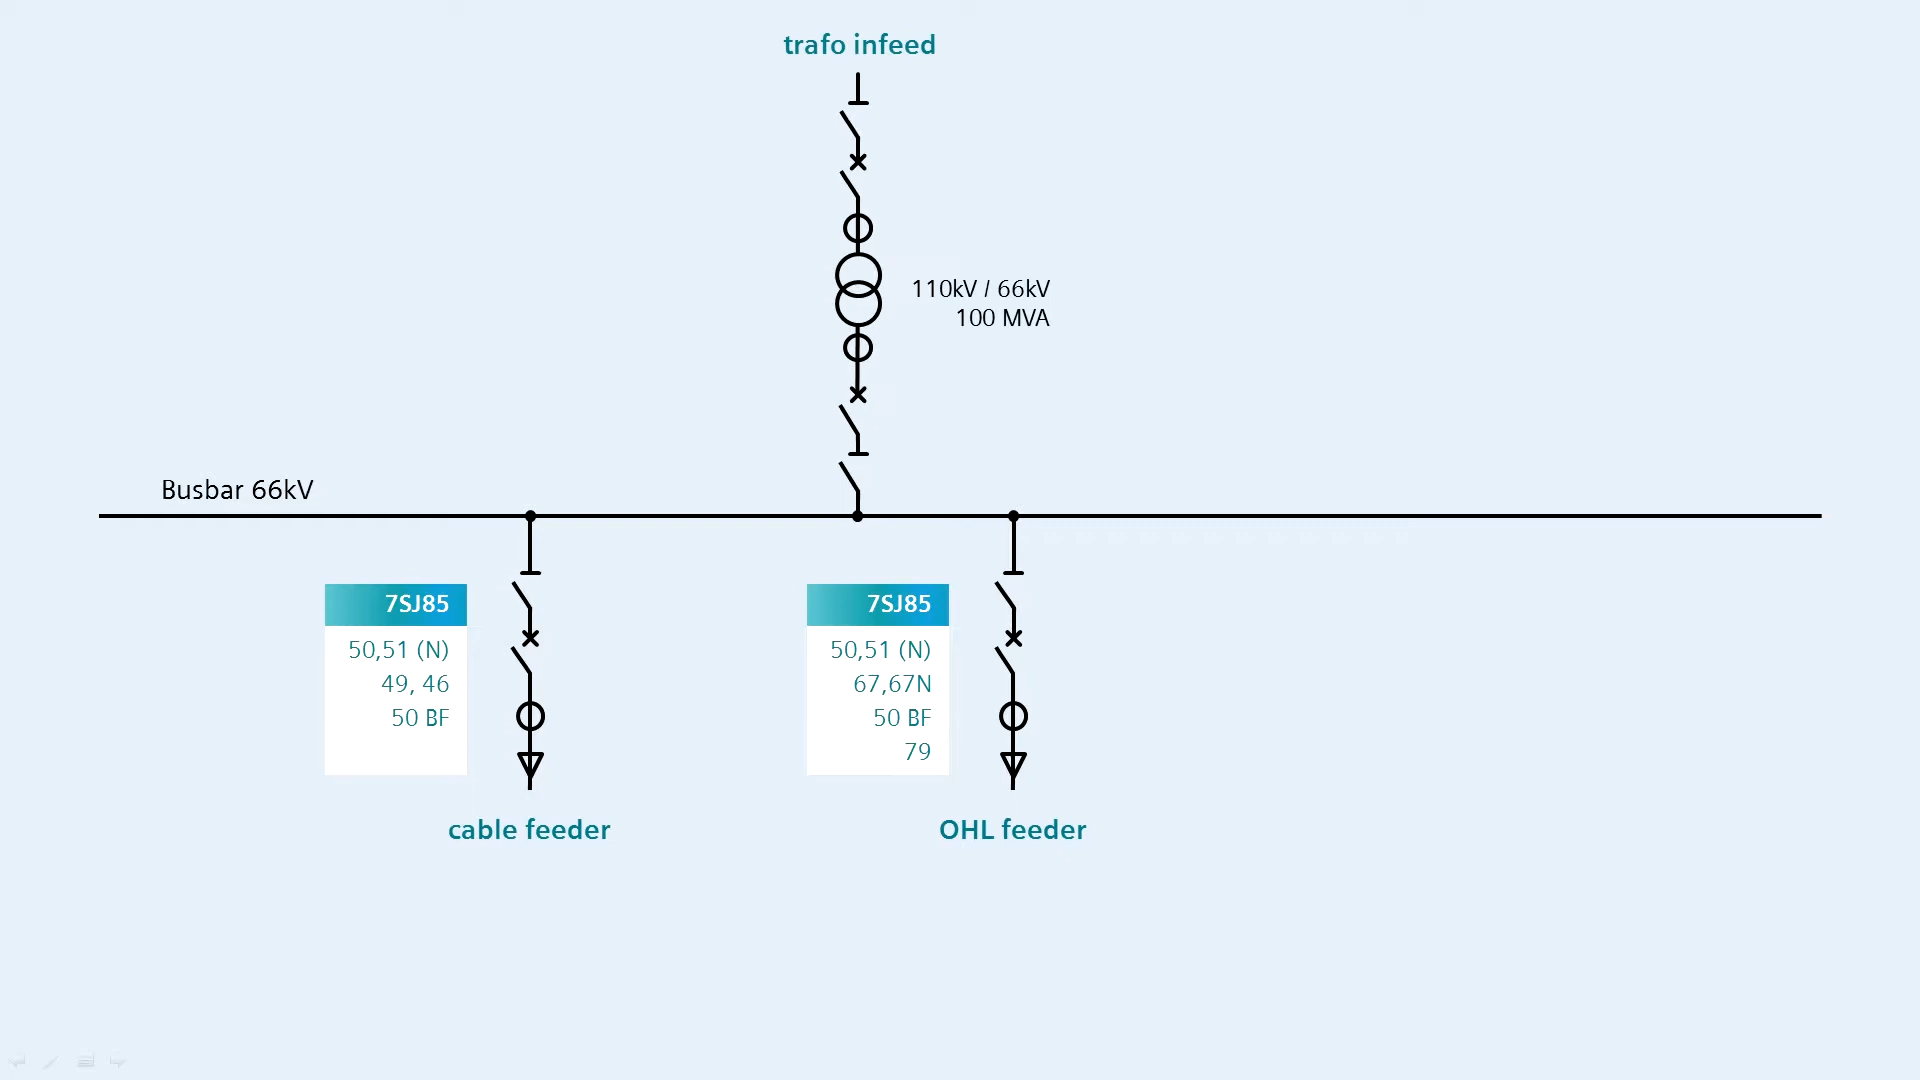 trafo infeed
110kV / 66kV
100 MVA
Busbar 66kV
7SJ85
50,51 (N)
49, 46
50 BF
cable feeder
7SJ85
50,51 (N)
67,67N
50 BF
79
OHL feeder